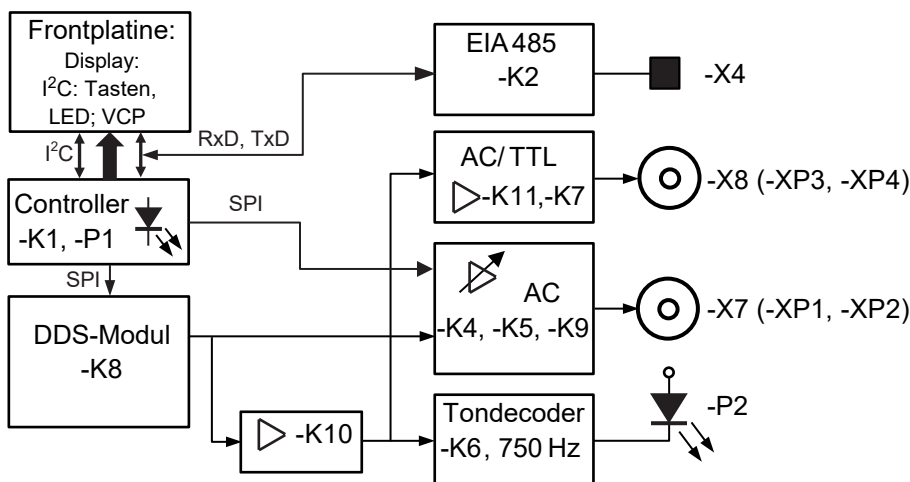 Frontplatine:
Display:
I²C: Tasten,
LED; VCP
I²C
RxD, TxD
EIA 485
-K2
-X4
AC/TTL
-K11,-K7
-X8 (-XP3, -XP4)
Controller
-K1, -P1
SPI
SPI
AC
-K4, -K5, -K9
-X7 (-XP1, -XP2)
DDS-Modul
-K8
-K10
Tondecoder
-K6, 750 Hz
-P2